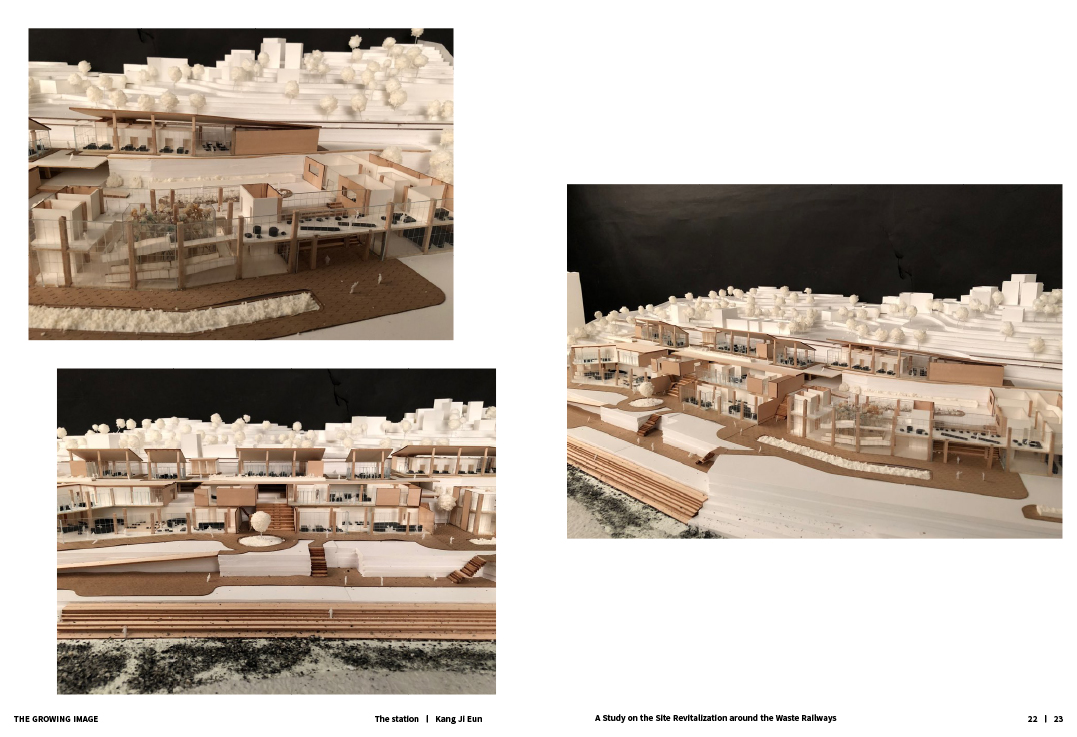 THE GROWING IMAGE
The station | Kang Ji Eun
A Study on the Site Revitalization around the Waste Railways
22 | 23